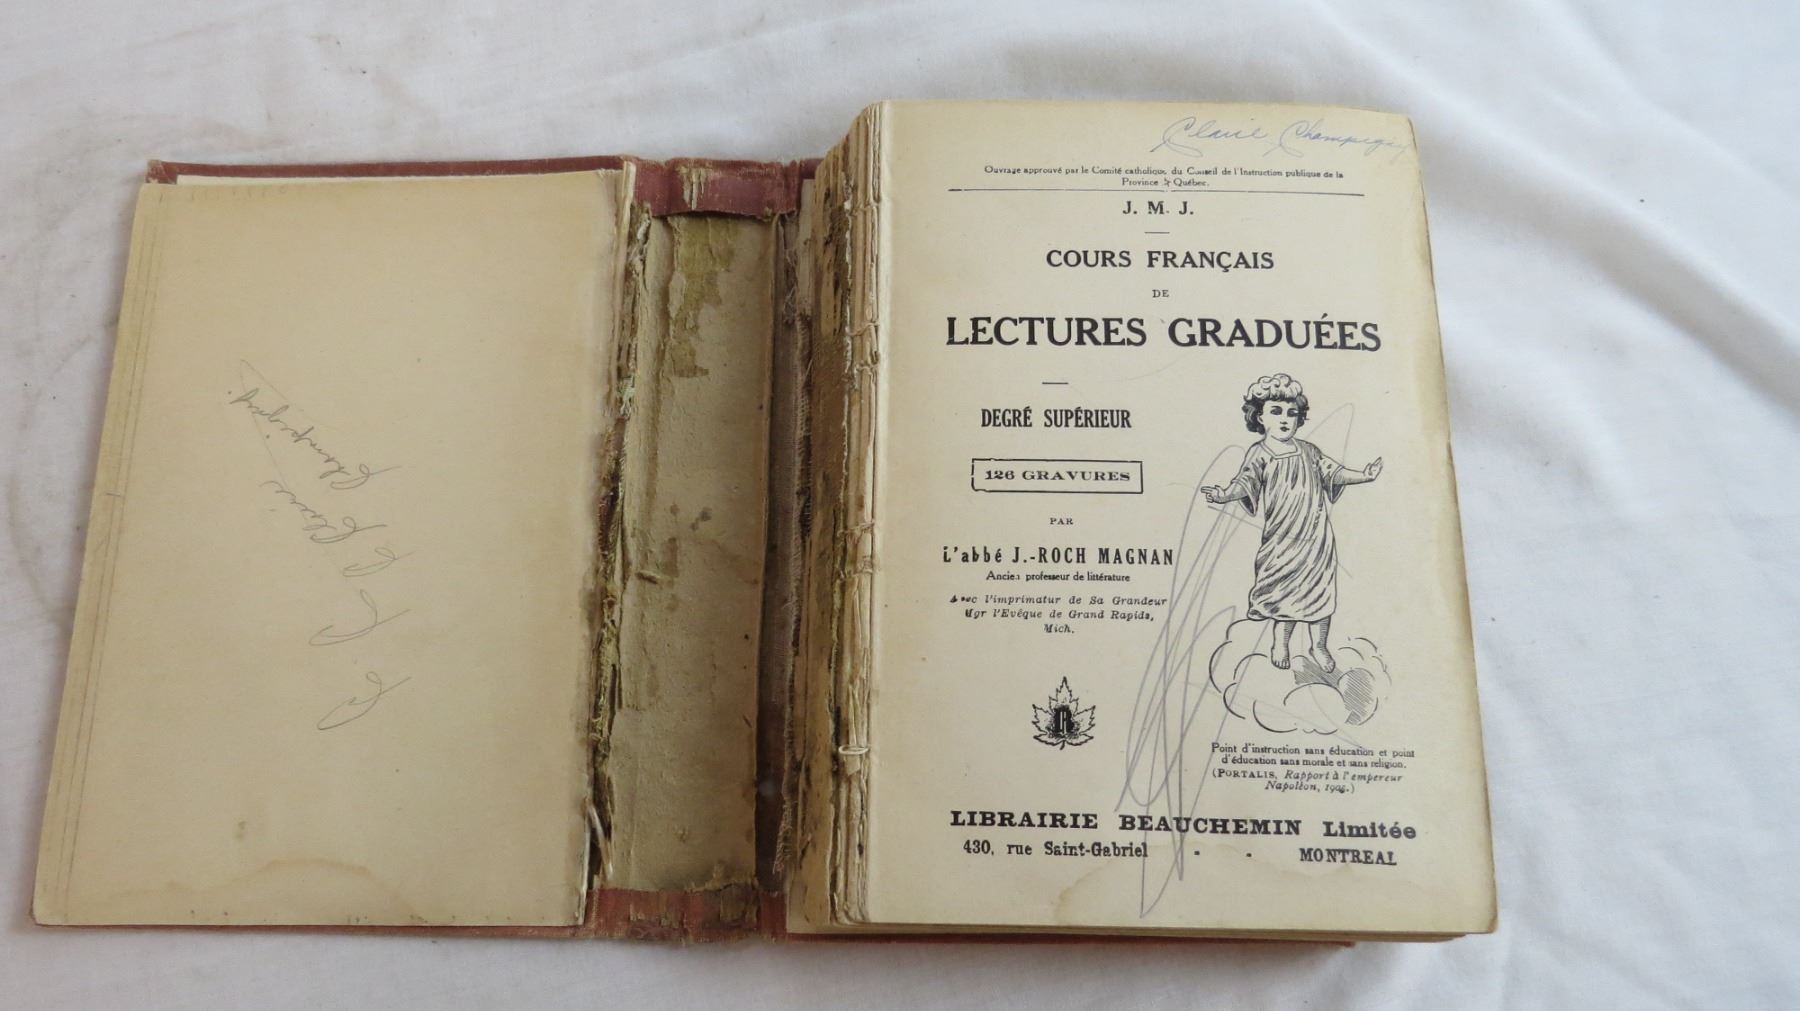 Claire Champigny
Ouvrage approuvé par le Comité catholique du Conseil de l'Instruction publique de la
Province de Québec.
J. M. J.
COURS FRANÇAIS
DE
LECTURES GRADUÉES
DEGRÉ SUPÉRIEUR
126 GRAVURES
PAR
L'abbé J.-ROCH MAGNAN
Ancien professeur de littérature
Avec l'imprimatur de Sa Grandeur
Mgr l'Evêque de Grand Rapids,
Mich.
Point d'instruction sans éducation et point
d'éducation sans morale et sans religion.
(PORTALIS, Rapport à l'empereur
Napoléon,
LIBRAIRIE BEAUCHEMIN Limitée
430, rue Saint-Gabriel - - MONTREAL
Claire
Champigny